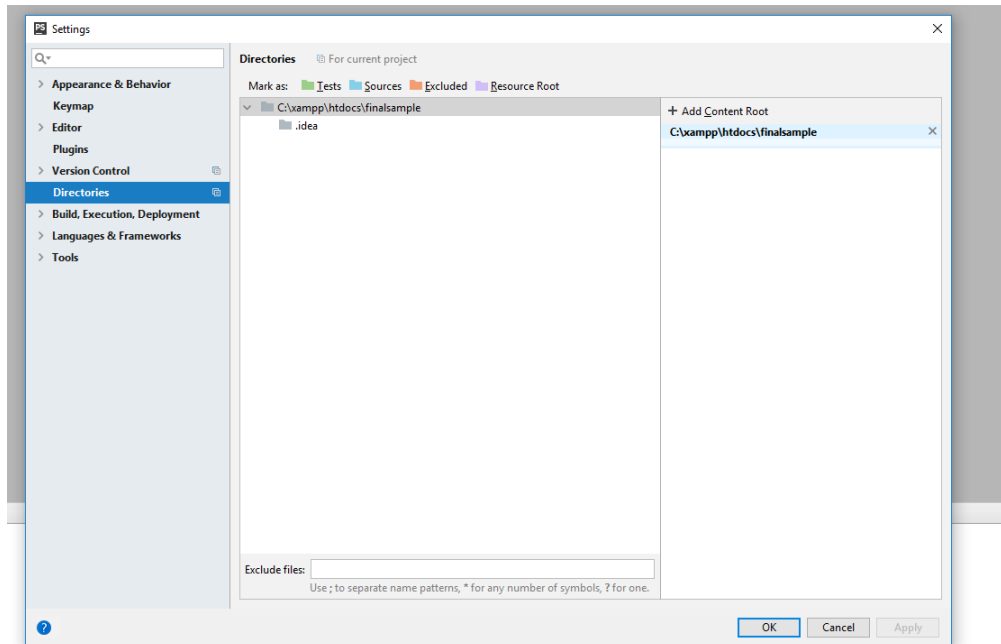 PS Settings
Directories For current project
Appearance & Behavior
Keymap
Editor
Plugins
Version Control
Directories
Build, Execution, Deployment
Languages & Frameworks
Tools
Mark as: Tests Sources Excluded Resource Root
C:\xampp\htdocs\finalsample
.idea
+ Add Content Root
C:\xampp\htdocs\finalsample
Exclude files:
Use ; to separate name patterns, * for any number of symbols, ? for one.
? OK Cancel Apply